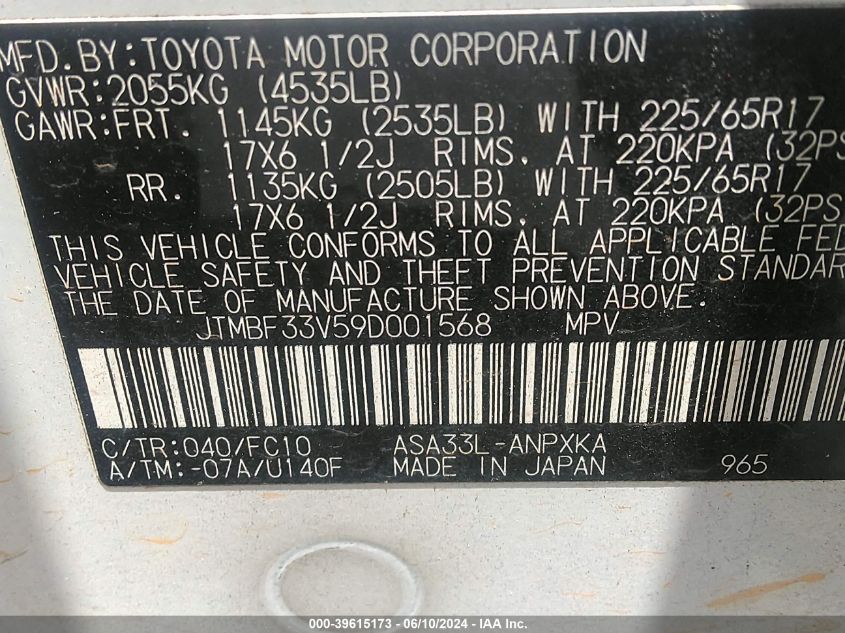 MFD. BY: TOYOTA MOTOR CORPORATION
GVWR: 2055KG (4535LB)
GAWR: FRT. 1145KG (2535LB) WITH 225/65R17
17X6 1/2J RIMS. AT 220KPA (32PS
RR. 1135KG (2505LB) WITH 225/65R17
17X6 1/2J RIMS. AT 220KPA (32PS
THIS VEHICLE CONFORMS TO ALL APPLICABLE FED
VEHICLE SAFETY AND THEFT PREVENTION STANDAR
THE DATE OF MANUFACTURE SHOWN ABOVE.
JTMBF33V59D001568 MPV
C/TR: 040/FC10 ASA33L-ANPXKA
A/TM: -07A/U140F MADE IN JAPAN 965
000-39615173 - 06/10/2024 - IAA Inc.